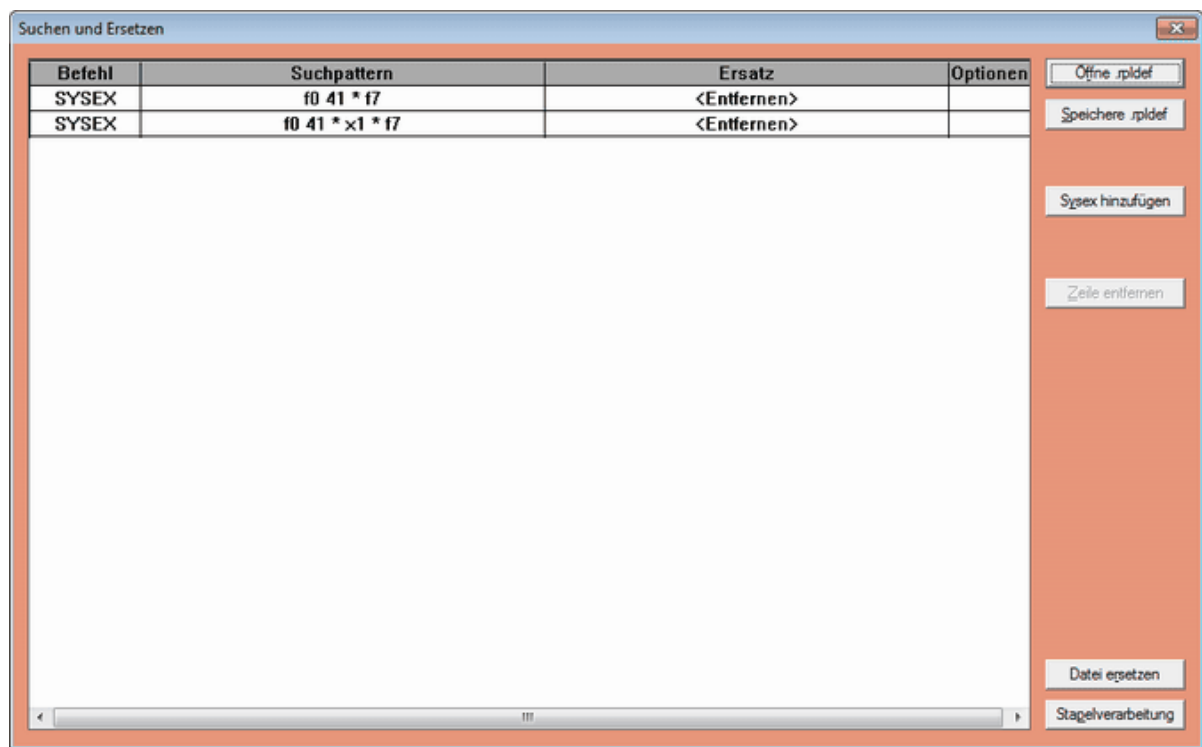 Suchen und Ersetzen
Befehl Suchpattern Ersatz Optionen
SYSEX f0 41 * f7 <Entfernen>
SYSEX f0 41 * x1 * f7 <Entfernen>
Öffne .rpldef
Speichere .rpldef
Sysex hinzufügen
Zeile entfernen
Datei ersetzen
Stapelverarbeitung